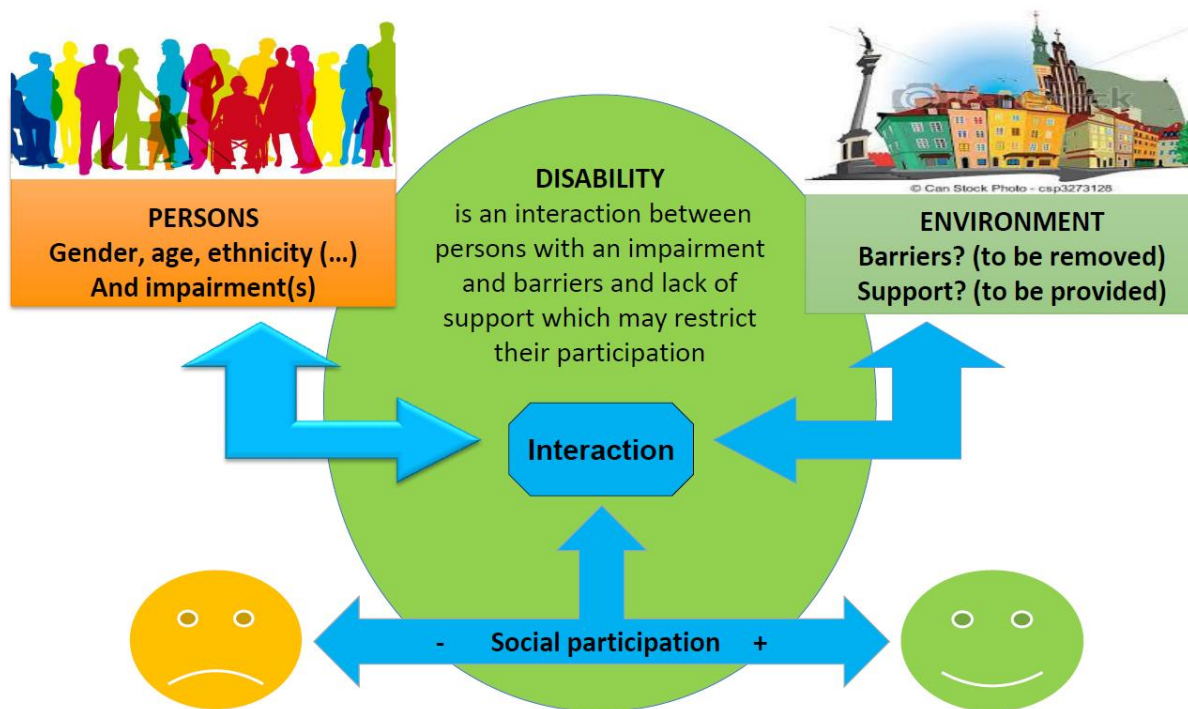 PERSONS
Gender, age, ethnicity (...)
And impairment(s)
DISABILITY
is an interaction between
persons with an impairment
and barriers and lack of
support which may restrict
their participation
© Can Stock Photo - csp3273128
ENVIRONMENT
Barriers? (to be removed)
Support? (to be provided)
Interaction
- Social participation +